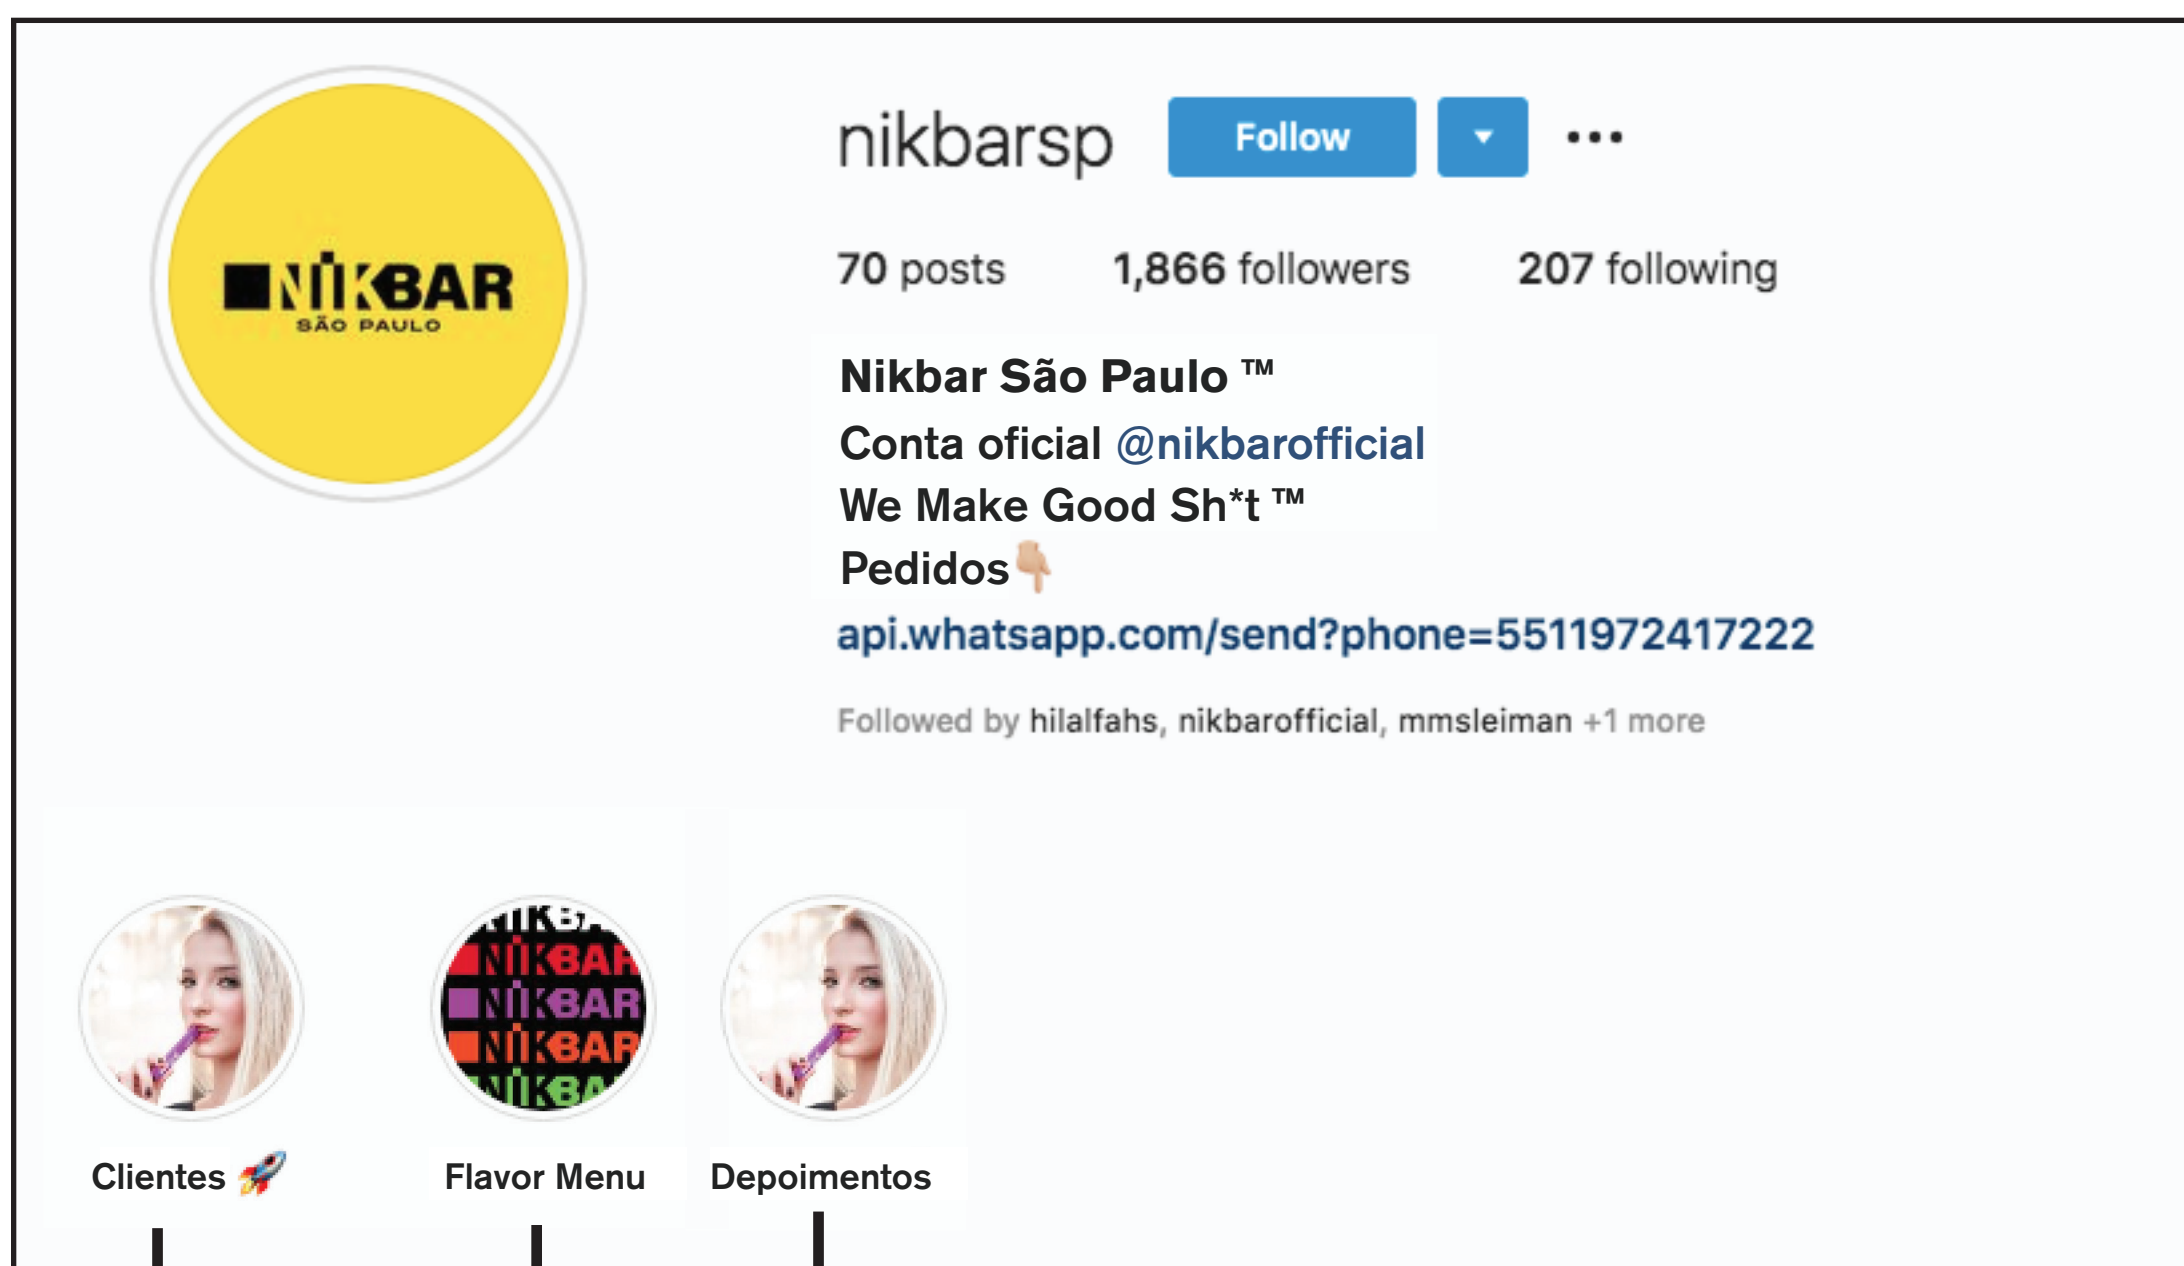 NIKBAR
SÃO PAULO
nikbarsp Follow
70 posts 1,866 followers 207 following
Nikbar São Paulo ™
Conta oficial @nikbarofficial
We Make Good Sh*t ™
Pedidos👇🏼
api.whatsapp.com/send?phone=5511972417222
Followed by hilalfahs, nikbarofficial, mmsleiman +1 more
NIKBA
NIKBAR
NIKBAR
NIKBAR
NIKBA
Clientes 🚀 Flavor Menu Depoimentos